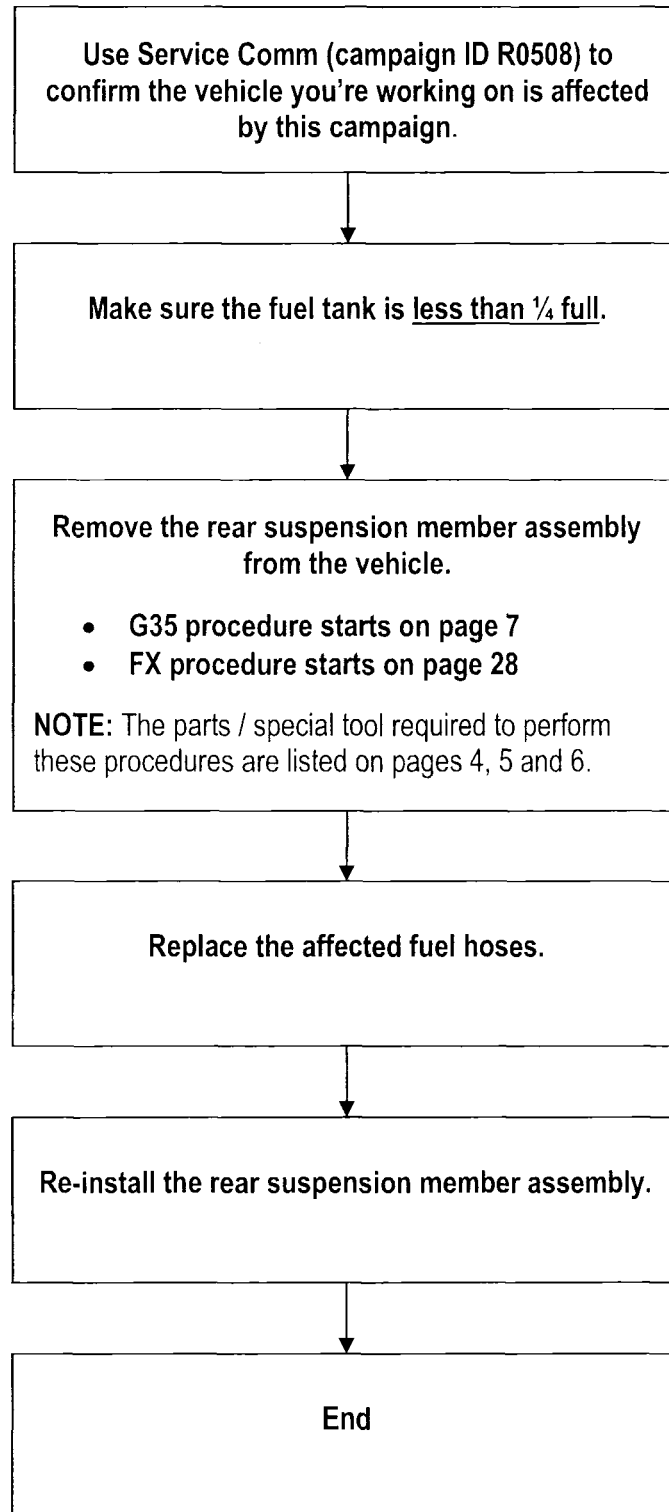 Use Service Comm (campaign ID R0508) to
confirm the vehicle you're working on is affected
by this campaign.
Make sure the fuel tank is less than ¼ full.
Remove the rear suspension member assembly
from the vehicle.
• G35 procedure starts on page 7
• FX procedure starts on page 28
NOTE: The parts / special tool required to perform
these procedures are listed on pages 4, 5 and 6.
Replace the affected fuel hoses.
Re-install the rear suspension member assembly.
End